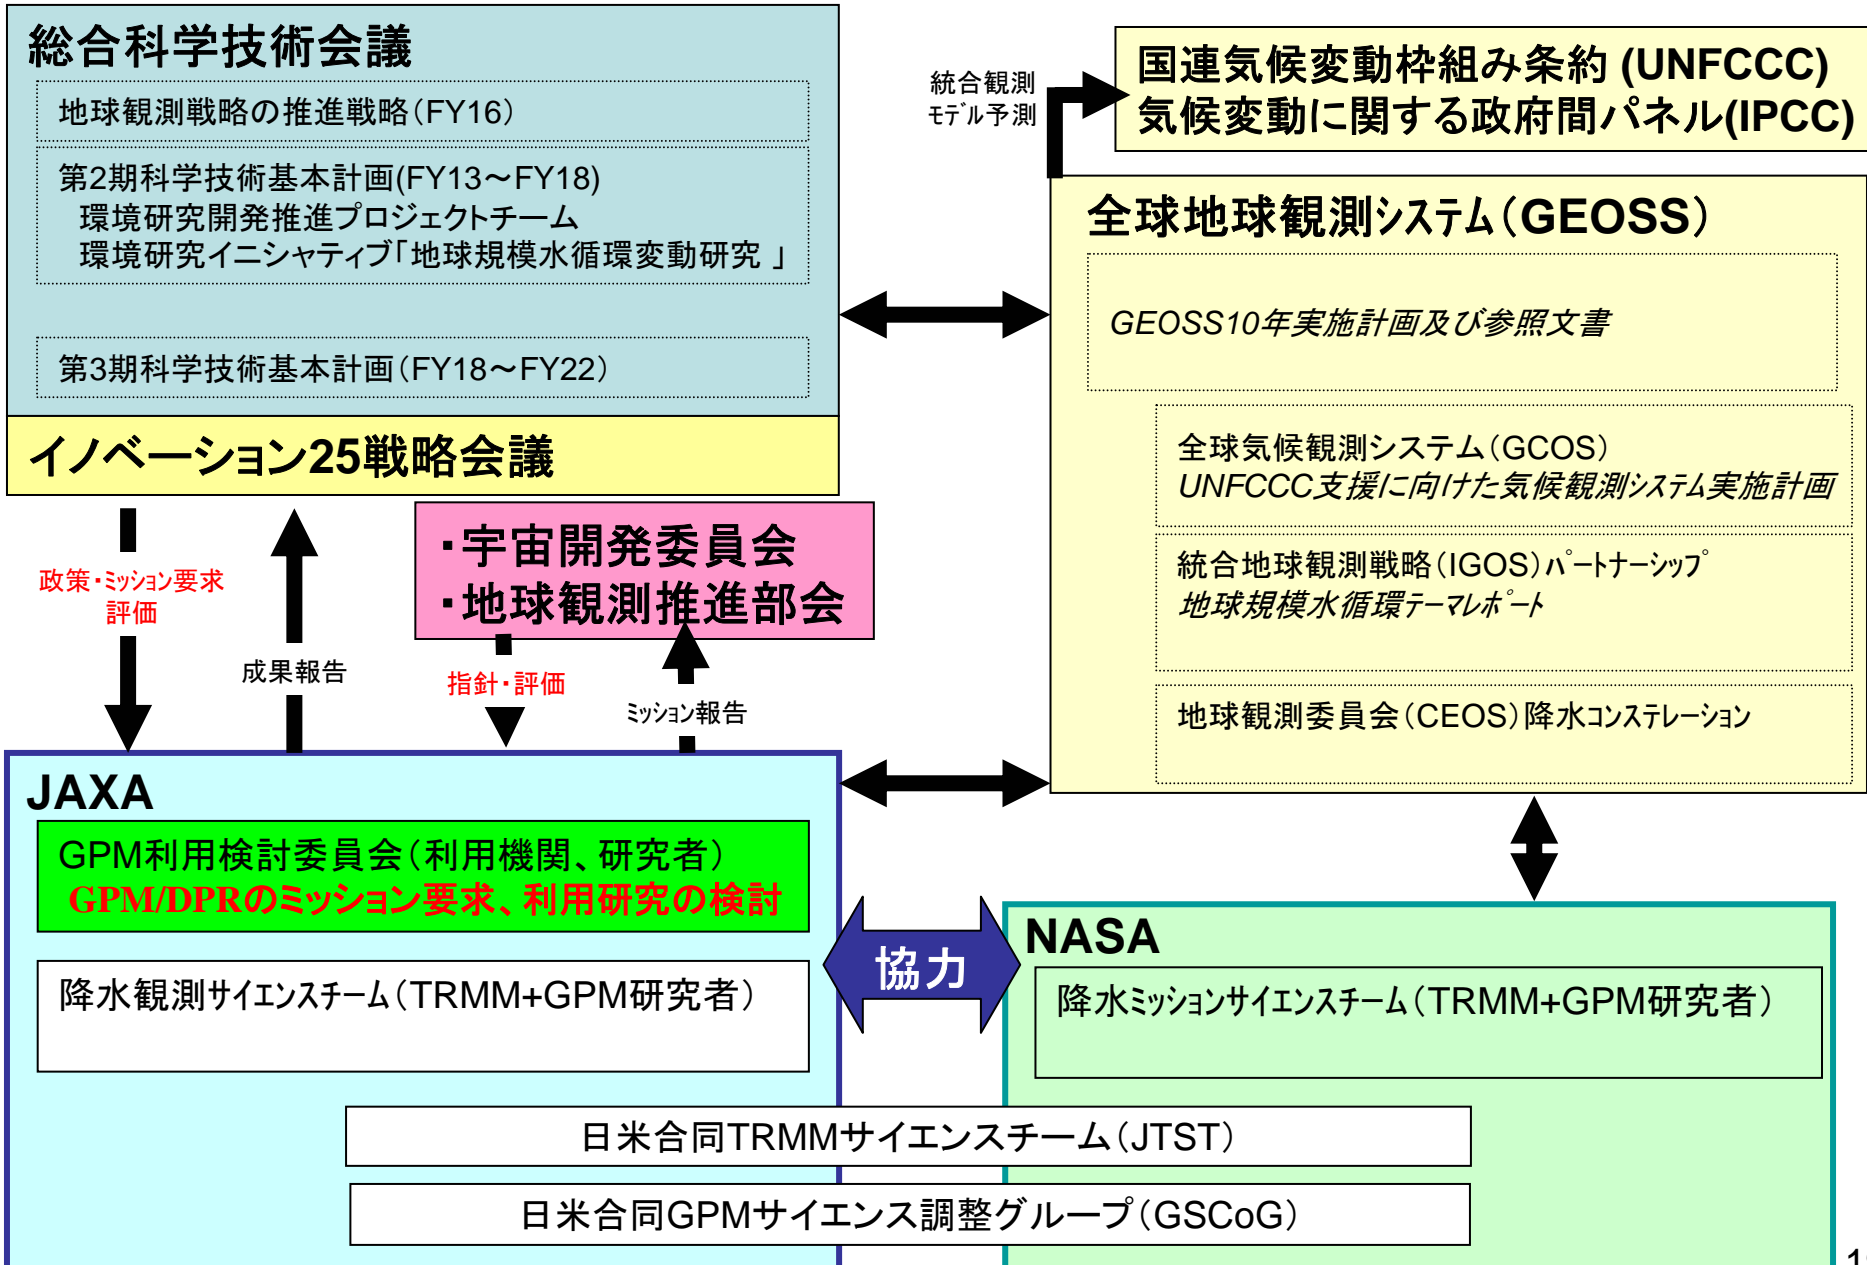 総合科学技術会議
地球観測戦略の推進戦略(FY16)
第2期科学技術基本計画(FY13～FY18)
環境研究開発推進プロジェクトチーム
環境研究イニシャティブ「地球規模水循環変動研究 」
第3期科学技術基本計画(FY18～FY22)
イノベーション25戦略会議
統合観測
ﾓﾃﾞﾙ予測
国連気候変動枠組み条約 (UNFCCC)
気候変動に関する政府間パネル(IPCC)
全球地球観測ｼｽﾃﾑ(GEOSS)
GEOSS10年実施計画及び参照文書
全球気候観測システム(GCOS)
UNFCCC支援に向けた気候観測ｼｽﾃﾑ実施計画
統合地球観測戦略(IGOS)ﾊﾟｰﾄﾅｰｼｯﾌﾟ
地球規模水循環ﾃｰﾏﾚﾎﾟｰﾄ
地球観測委員会(CEOS)降水ｺﾝｽﾃﾚｰｼｮﾝ
政策・ﾐｯｼｮﾝ要求
評価
成果報告
・宇宙開発委員会
・地球観測推進部会
指針・評価
ﾐｯｼｮﾝ報告
JAXA
GPM利用検討委員会(利用機関、研究者)
GPM/DPRのミッション要求、利用研究の検討
降水観測サイエンスチーム(TRMM+GPM研究者)
協力
NASA
降水ﾐｯｼｮﾝサイエンスチーム(TRMM+GPM研究者)
日米合同TRMMサイエンスチーム(JTST)
日米合同GPMサイエンス調整グループ(GSCoG)